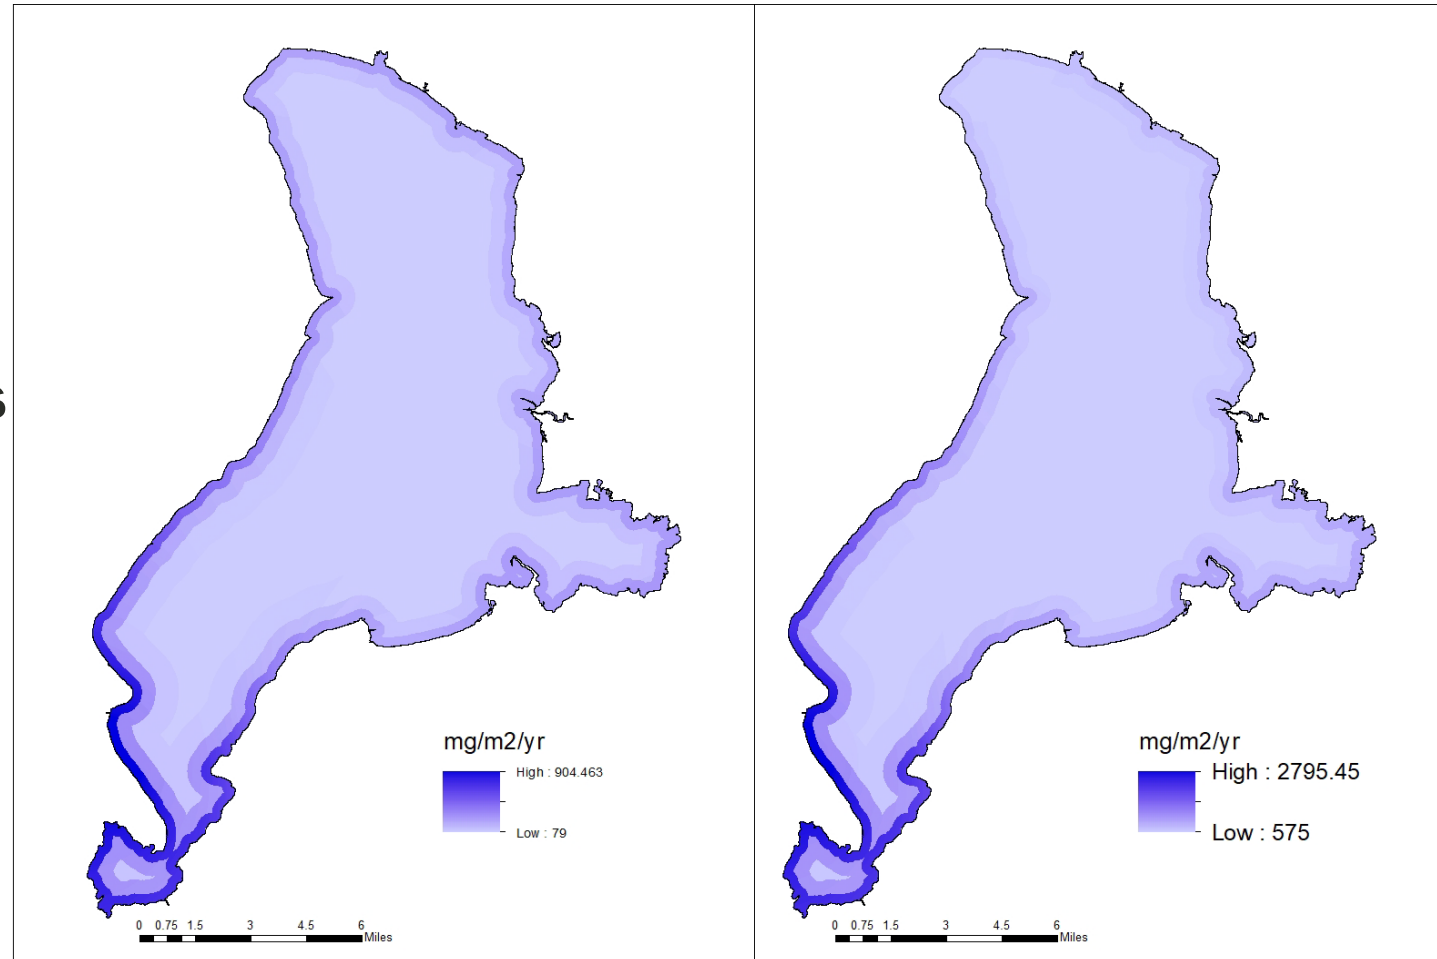 s
mg/m2/yr
High : 904.463
Low : 79
0 0.75 1.5 3 4.5 6
Miles
mg/m2/yr
High : 2795.45
Low : 575
0 0.75 1.5 3 4.5 6
Miles